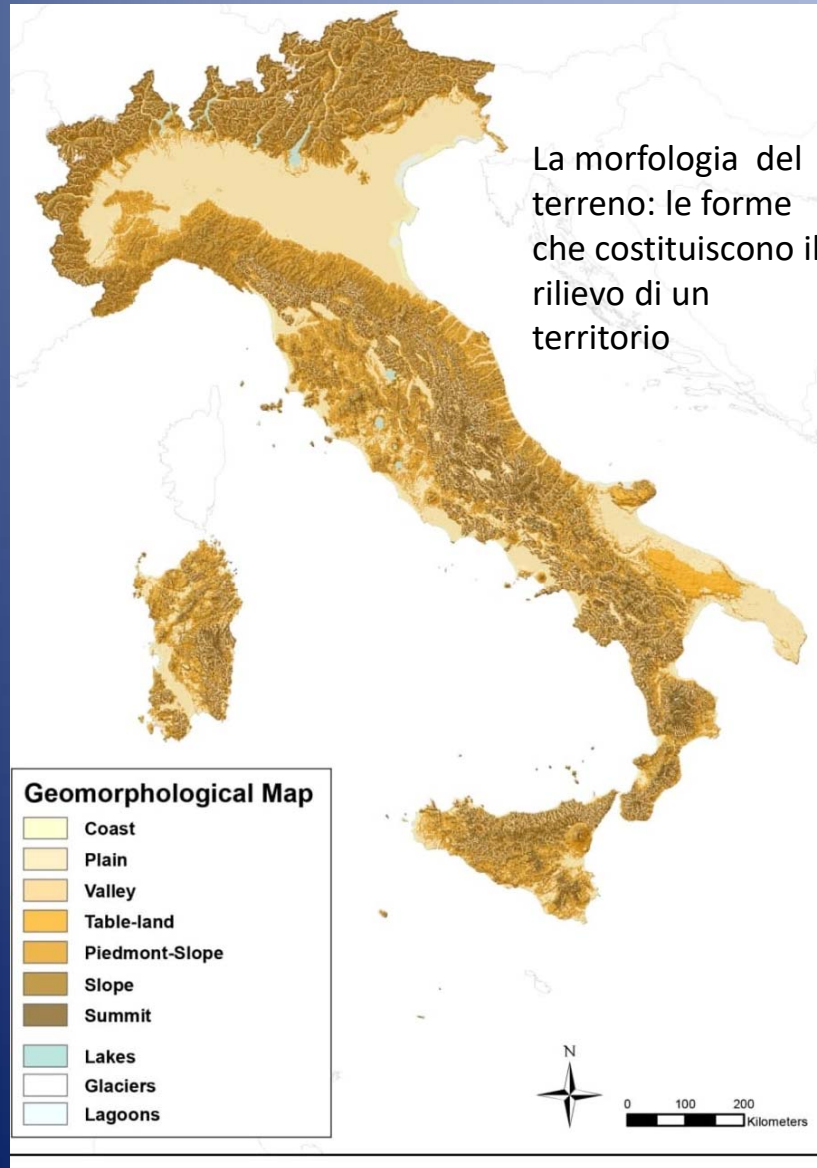 La morfologia del
terreno: le forme
che costituiscono il
rilievo di un
territorio
Geomorphological Map
Coast
Plain
Valley
Table-land
Piedmont-Slope
Slope
Summit
Lakes
Glaciers
Lagoons
N
0 100 200
Kilometers